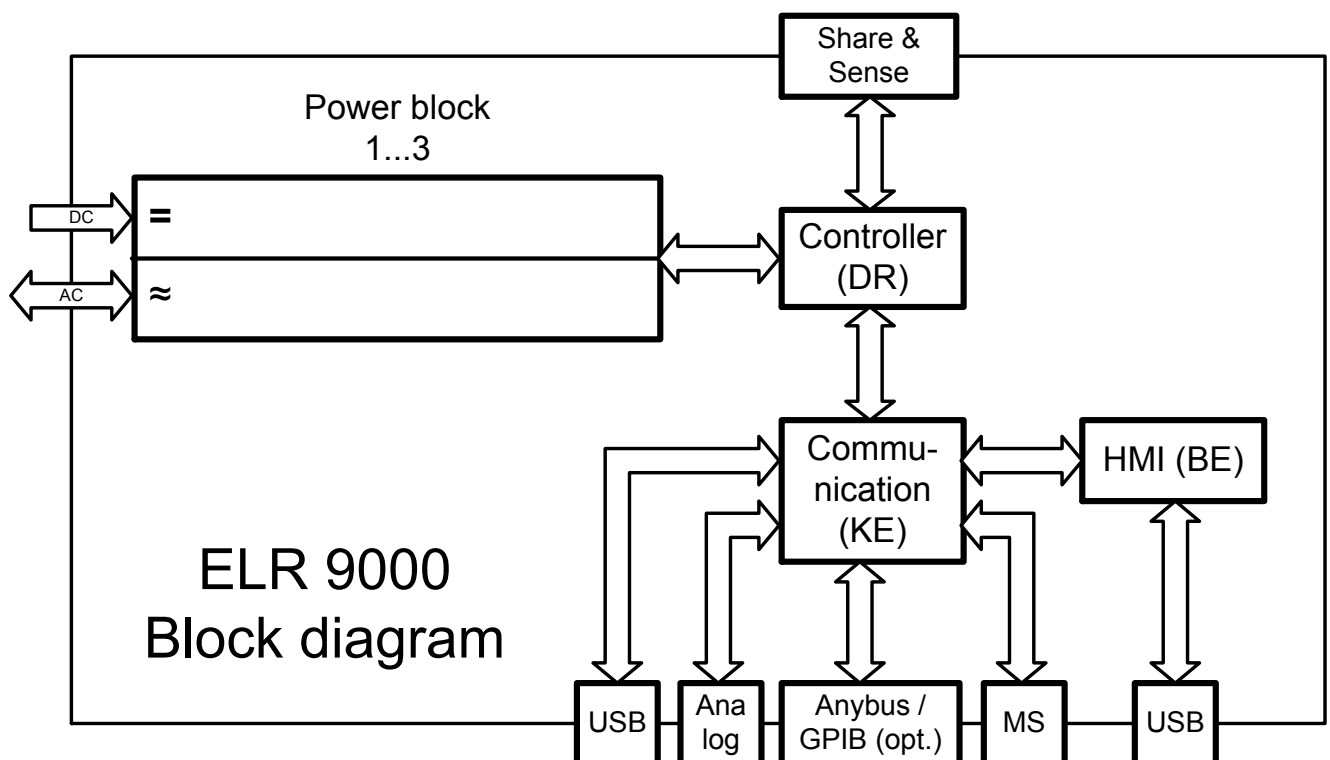 Share &
Sense
Power block
1...3
DC
=
AC
≈
Controller
(DR)
Commu-
nication
(KE)
HMI (BE)
ELR 9000
Block diagram
USB
Ana
log
Anybus /
GPIB (opt.)
MS
USB